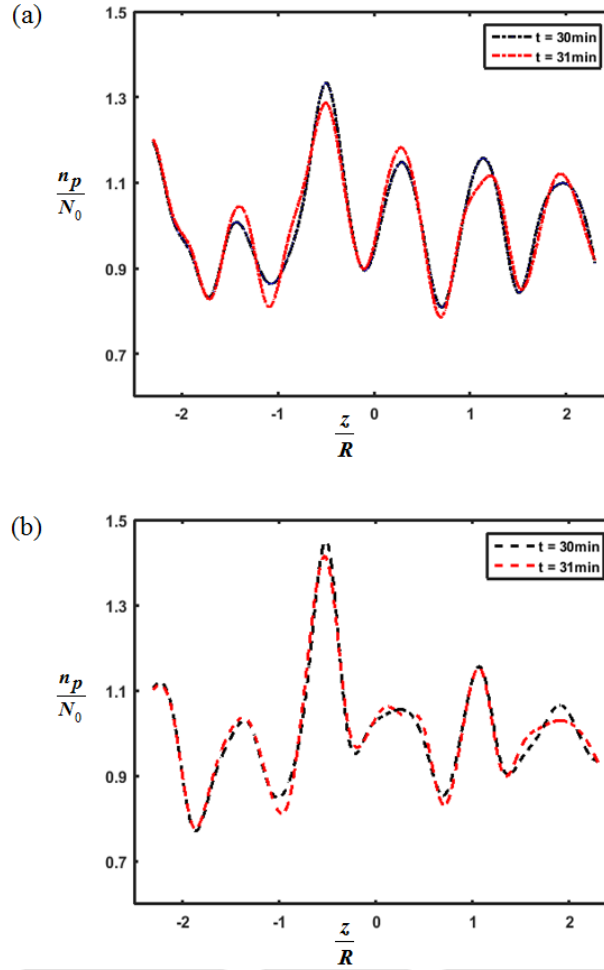 (a)
1.5
1.3
1.1
0.9
0.7
n_p
N_0
t = 30min
t = 31min
-2
-1
0
1
2
z
R
(b)
1.5
1.3
1.1
0.9
0.7
n_p
N_0
t = 30min
t = 31min
-2
-1
0
1
2
z
R